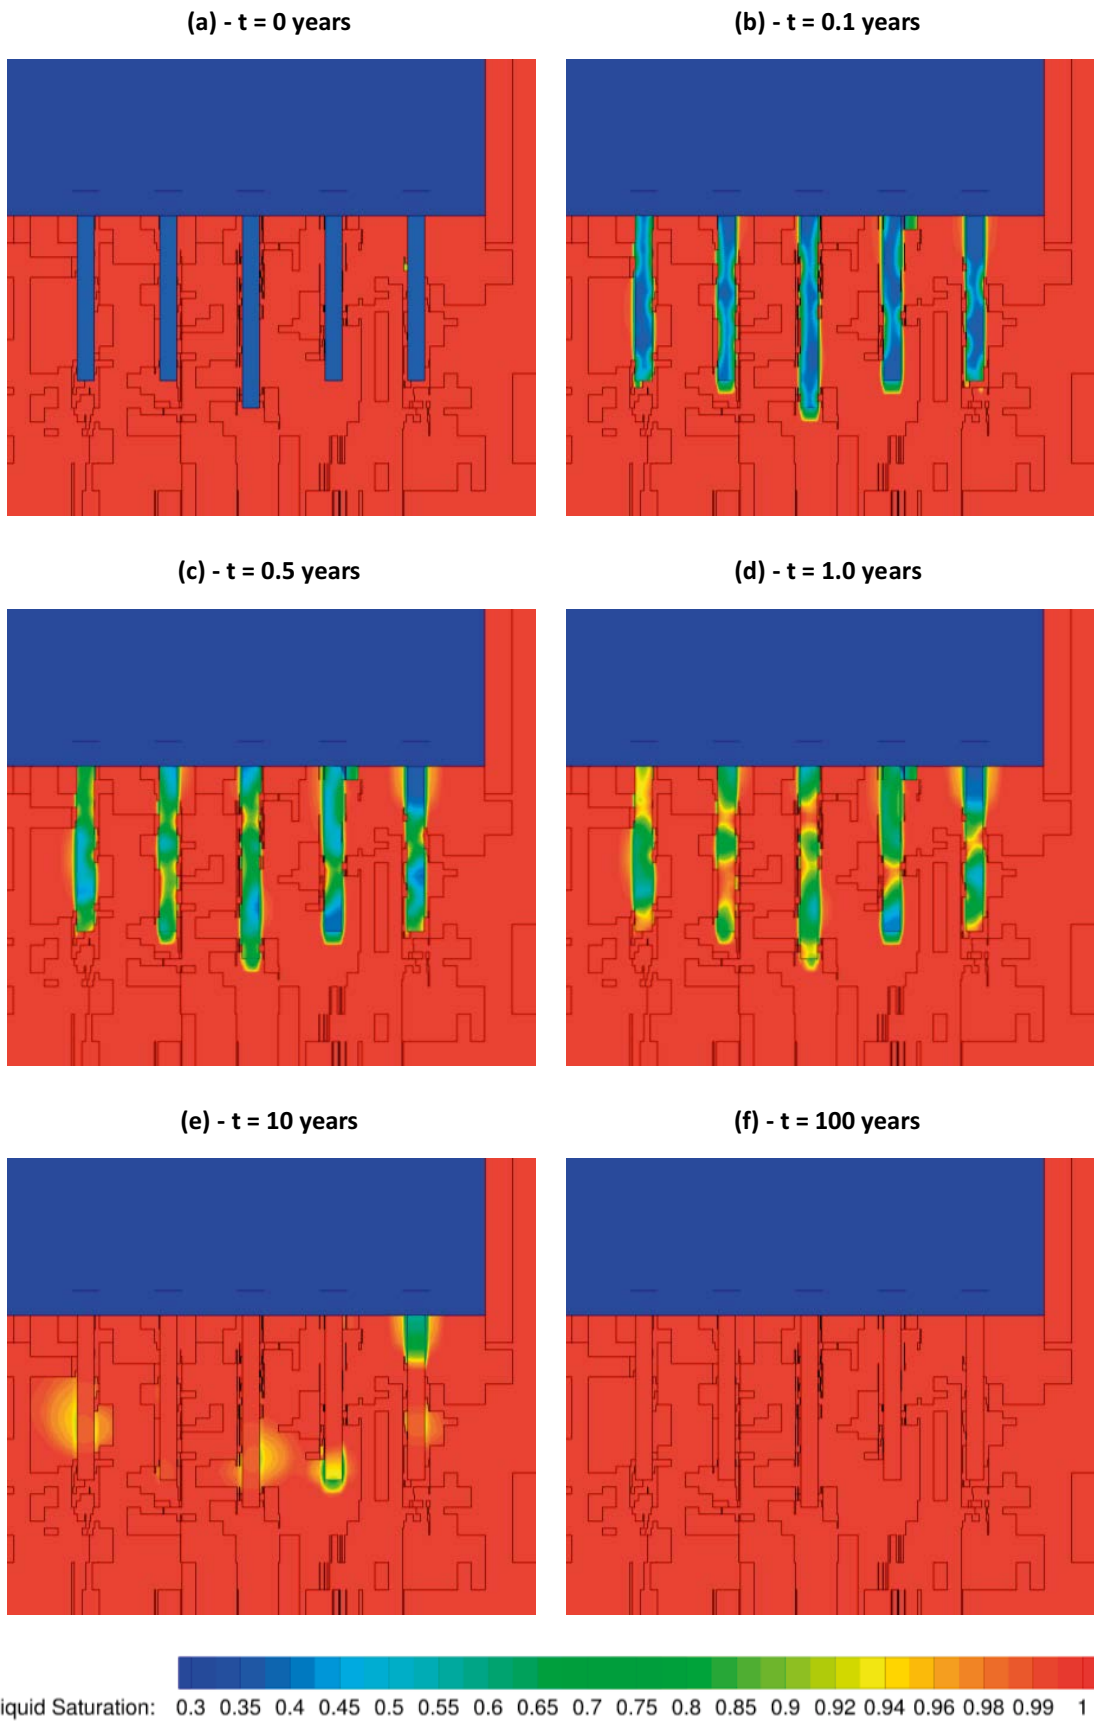 (a) - t = 0 years
(b) - t = 0.1 years
(c) - t = 0.5 years
(d) - t = 1.0 years
(e) - t = 10 years
(f) - t = 100 years
iquid Saturation: 0.3 0.35 0.4 0.45 0.5 0.55 0.6 0.65 0.7 0.75 0.8 0.85 0.9 0.92 0.94 0.96 0.98 0.99 1